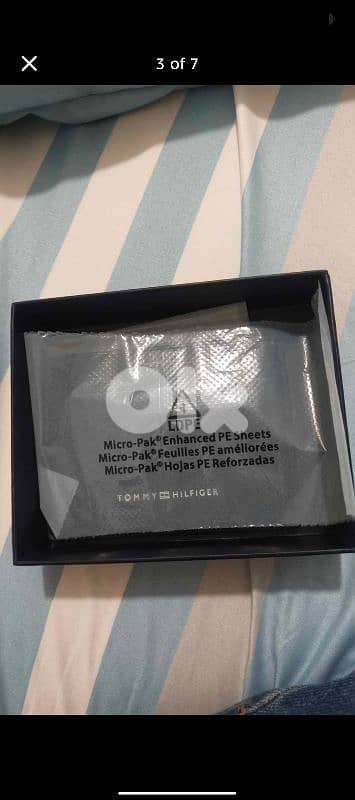 3 of 7
OLX
4
LDPE
Micro-Pak® Enhanced PE Sheets
Micro-Pak® Feuilles PE améliorées
Micro-Pak® Hojas PE Reforzadas
TOMMY HILFIGER